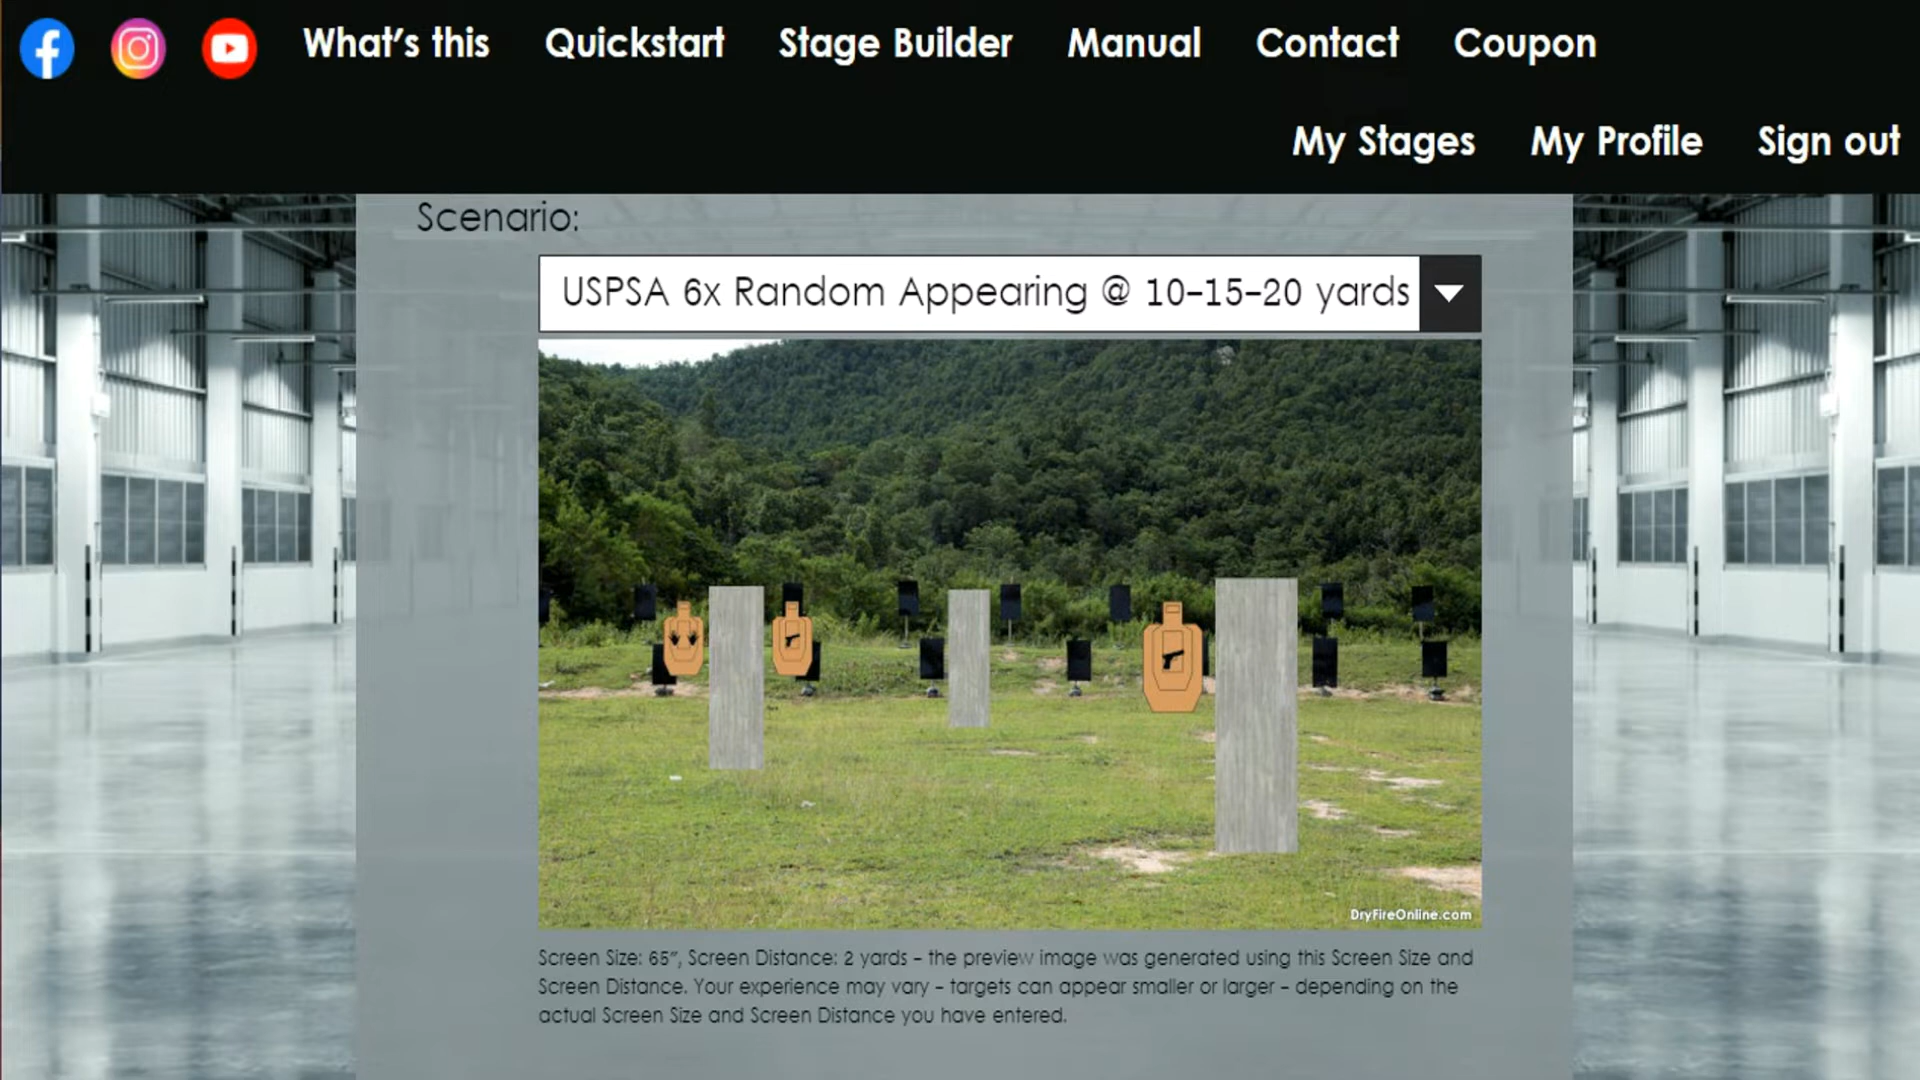 What's this Quickstart Stage Builder Manual Contact Coupon
My Stages My Profile Sign out
Scenario:
USPSA 6x Random Appearing @ 10-15-20 yards
DryFireOnline.com
Screen Size: 65", Screen Distance: 2 yards - the preview image was generated using this Screen Size and
Screen Distance. Your experience may vary - targets can appear smaller or larger - depending on the
actual Screen Size and Screen Distance you have entered.